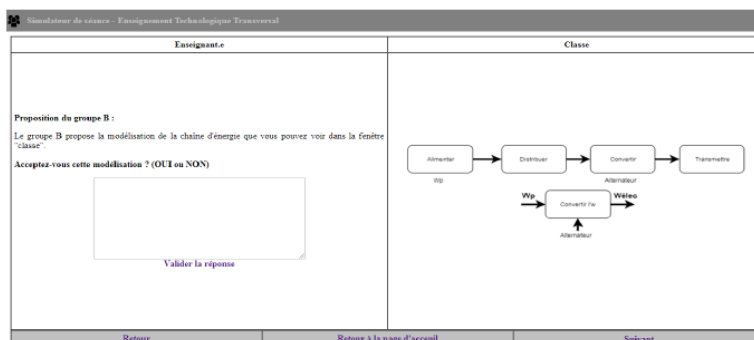 Simulateur de séance - Enseignement Technologique Transversal
Enseignant.e
Classe
Proposition du groupe B :
Le groupe B propose la modélisation de la chaîne d'énergie que vous pouvez voir dans la fenêtre
"classe".
Acceptez-vous cette modélisation ? (OUI ou NON)
Valider la réponse
Alimenter
Distribuer
Convertir
Transmettre
Wp
Alternateur
Wp
Wélec
Convertir l'w
Alternateur
Retour
Retour à la page d'acceuil
Suivant